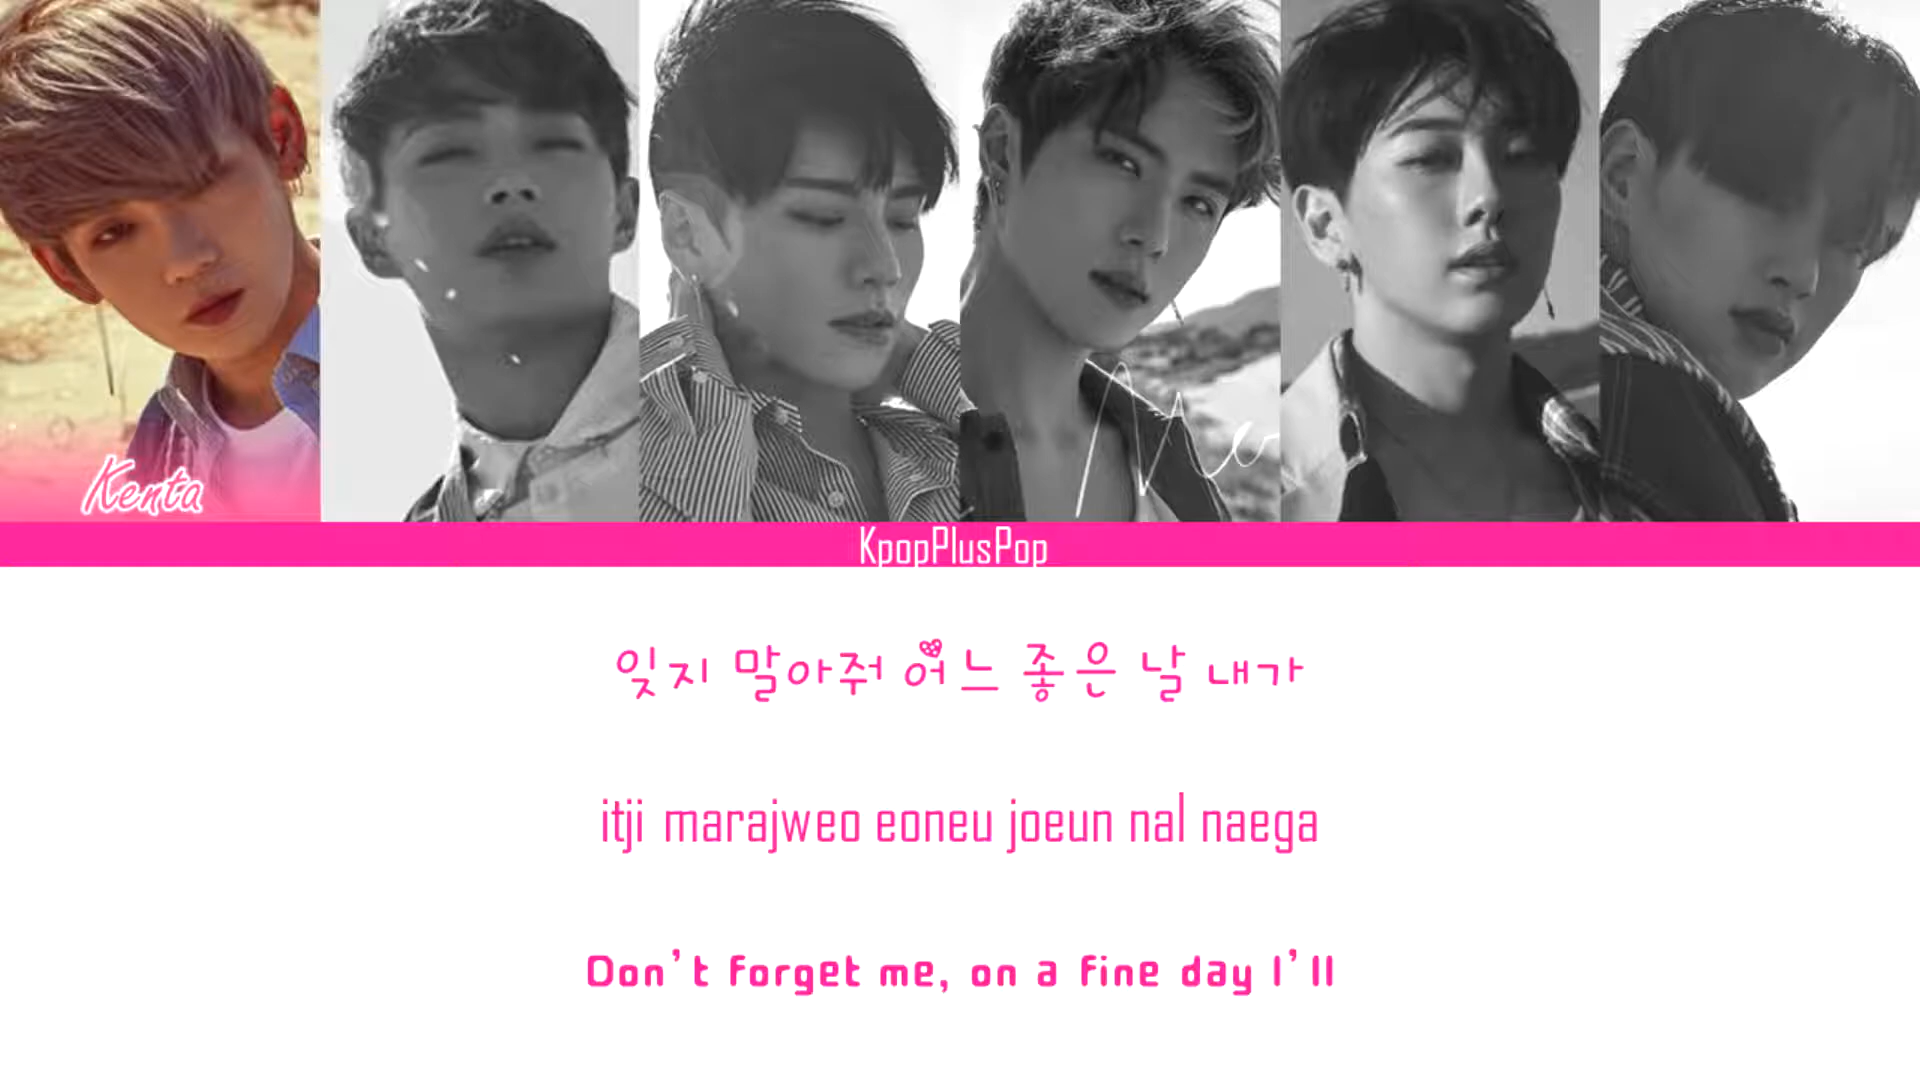 Kenta
KpopPlusPop
잊지 말아줘 어느 좋은 날 내가
itji marajweo eoneu joeun nal naega
Don't forget me, on a fine day I'll